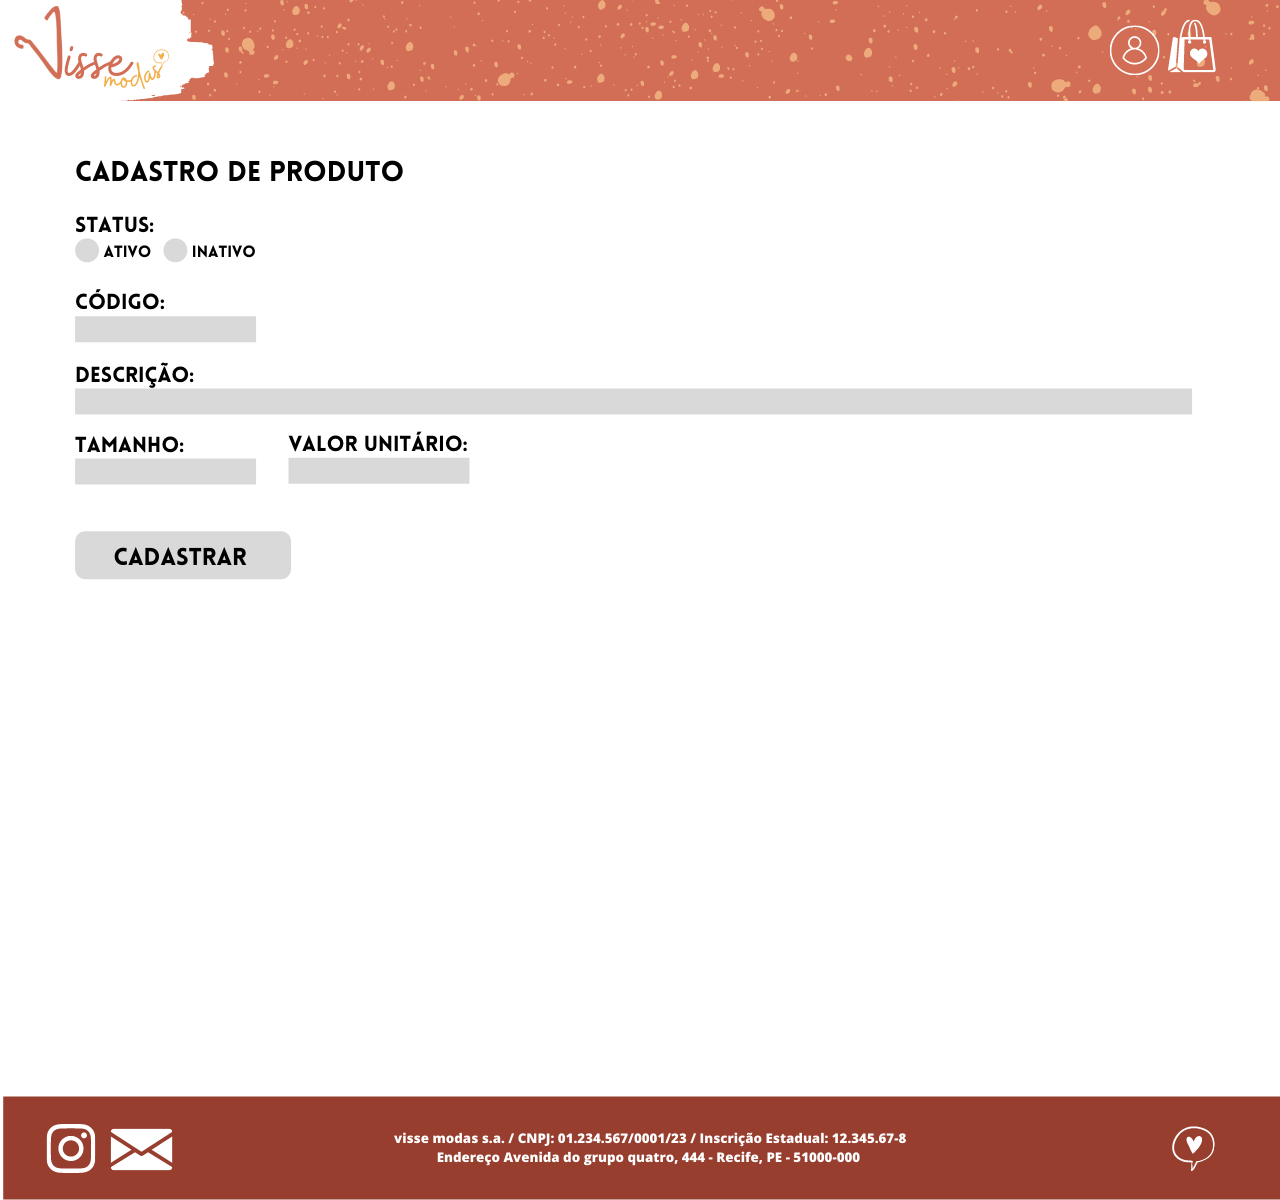 Visse
modas
CADASTRO DE PRODUTO
STATUS:
ATIVO INATIVO
CÓDIGO:
DESCRIÇÃO:
TAMANHO: VALOR UNITÁRIO:
CADASTRAR
visse modas s.a. / CNPJ: 01.234.567/0001/23 / Inscrição Estadual: 12.345.67-8
Endereço Avenida do grupo quatro, 444 - Recife, PE - 51000-000